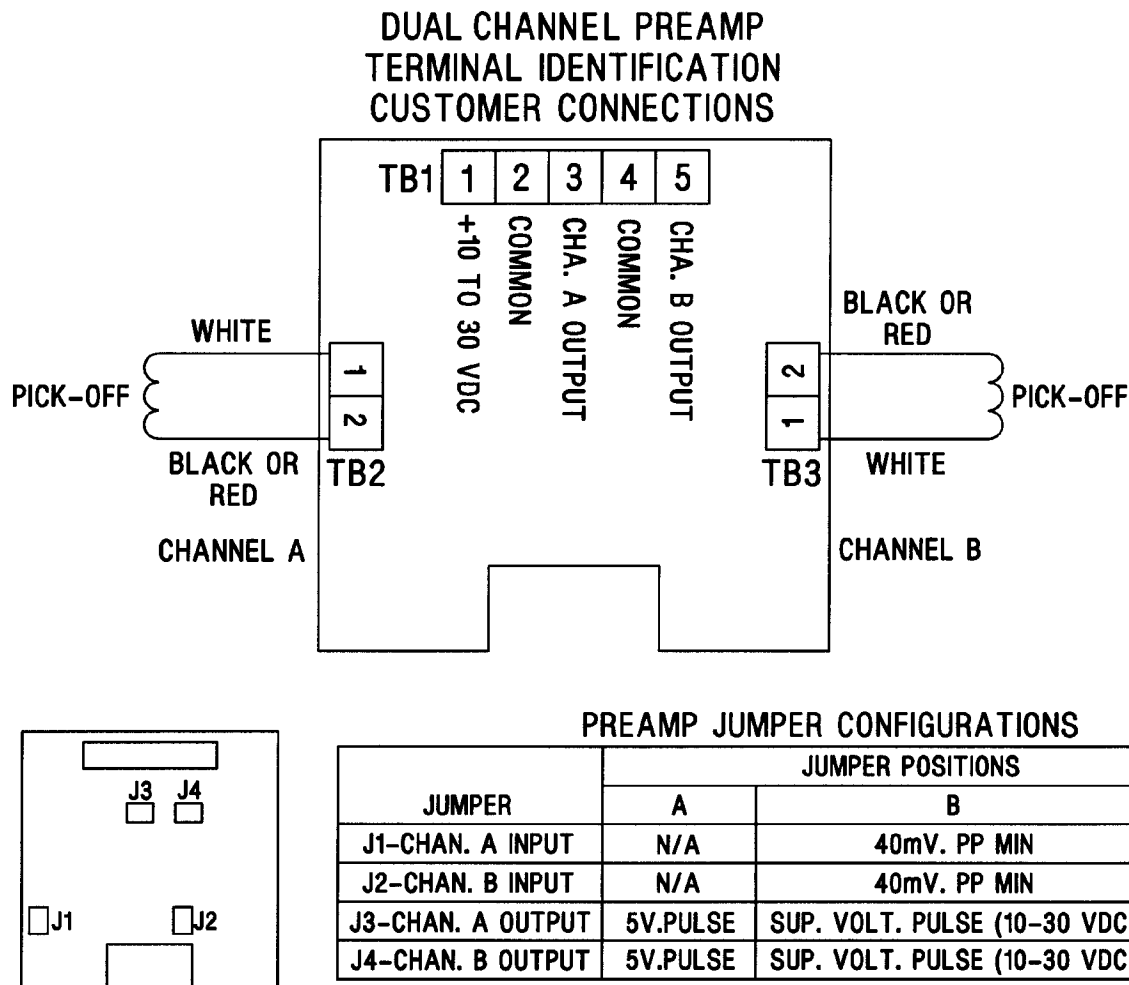 DUAL CHANNEL PREAMP
TERMINAL IDENTIFICATION
CUSTOMER CONNECTIONS
TB1 1 2 3 4 5
+10 TO 30 VDC
COMMON
CHA. A OUTPUT
COMMON
CHA. B OUTPUT
WHITE
PICK-OFF
1
2
BLACK OR
RED
TB2
CHANNEL A
BLACK OR
RED
2
1
PICK-OFF
TB3
WHITE
CHANNEL B
J3 J4
J1 J2
PREAMP JUMPER CONFIGURATIONS
JUMPER POSITIONS
JUMPER A B
J1-CHAN. A INPUT N/A 40mV. PP MIN
J2-CHAN. B INPUT N/A 40mV. PP MIN
J3-CHAN. A OUTPUT 5V.PULSE SUP. VOLT. PULSE (10-30 VDC
J4-CHAN. B OUTPUT 5V.PULSE SUP. VOLT. PULSE (10-30 VDC